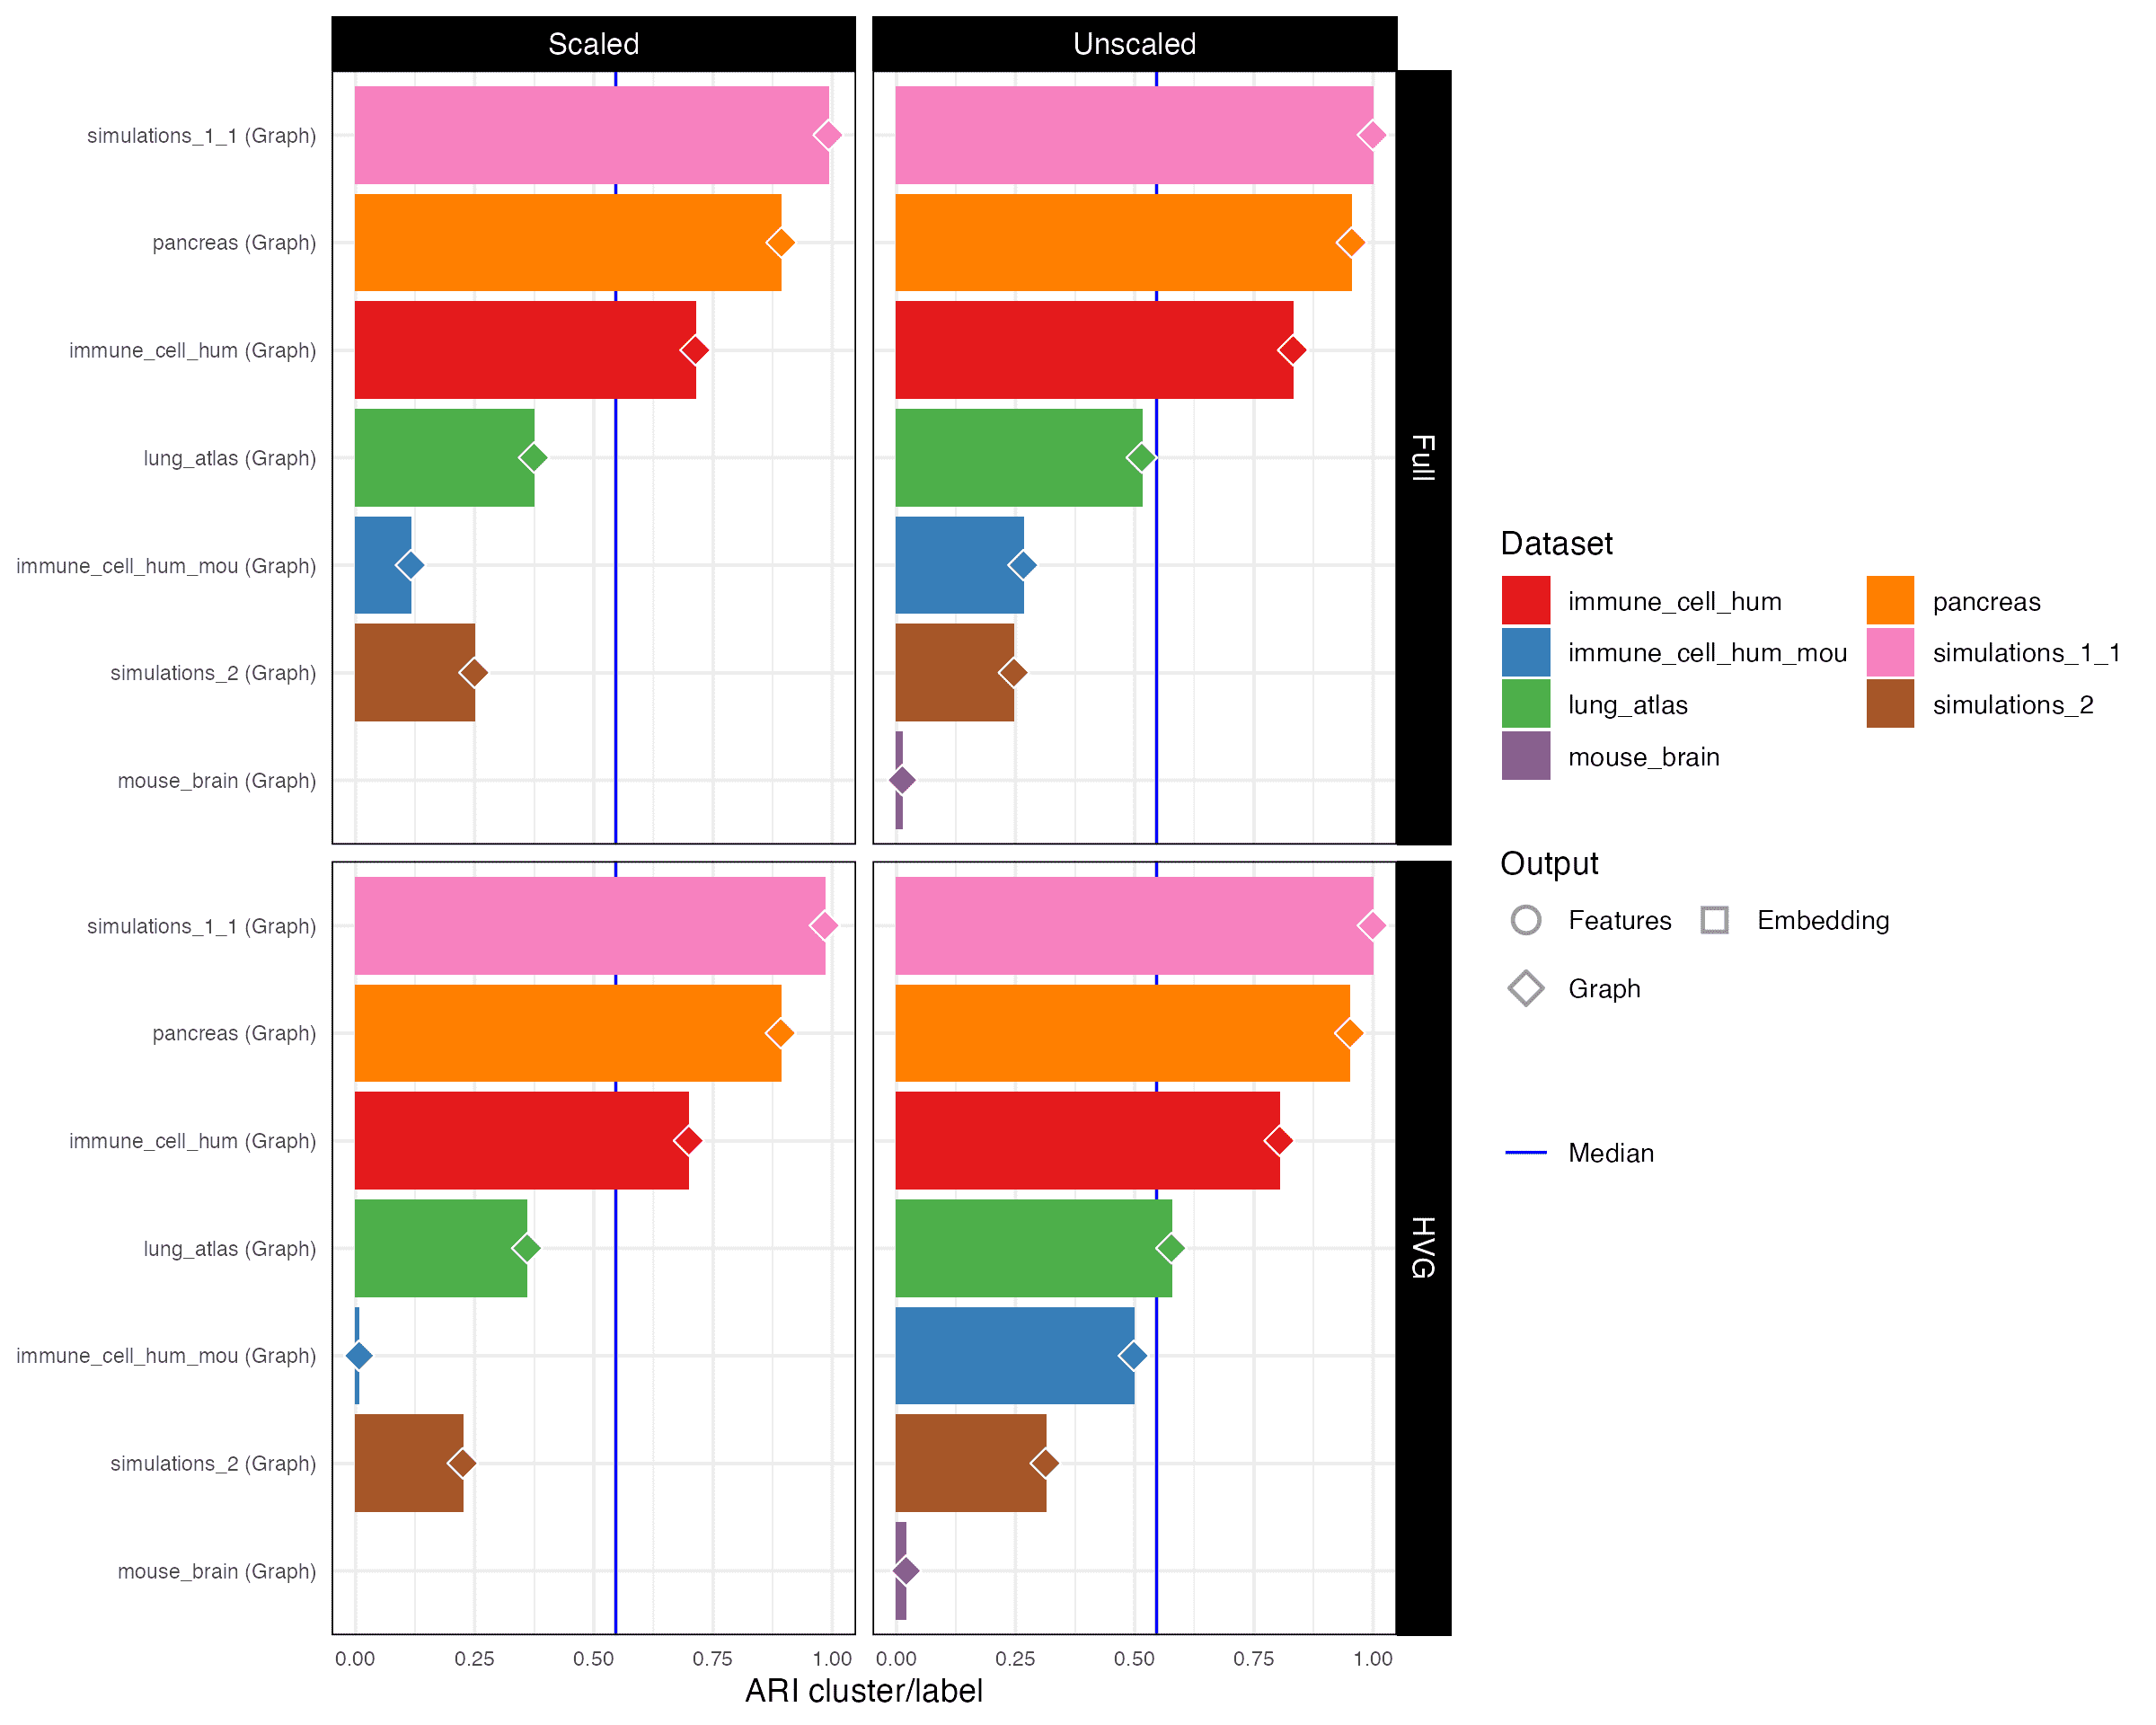 Scaled
Unscaled
simulations_1_1 (Graph)
pancreas (Graph)
immune_cell_hum (Graph)
lung_atlas (Graph)
immune_cell_hum_mou (Graph)
simulations_2 (Graph)
mouse_brain (Graph)
Full
simulations_1_1 (Graph)
pancreas (Graph)
immune_cell_hum (Graph)
lung_atlas (Graph)
immune_cell_hum_mou (Graph)
simulations_2 (Graph)
mouse_brain (Graph)
HVG
0.00 0.25 0.50 0.75 1.00
0.00 0.25 0.50 0.75 1.00
ARI cluster/label
Dataset
immune_cell_hum
immune_cell_hum_mou
lung_atlas
mouse_brain
pancreas
simulations_1_1
simulations_2
Output
Features
Embedding
Graph
Median